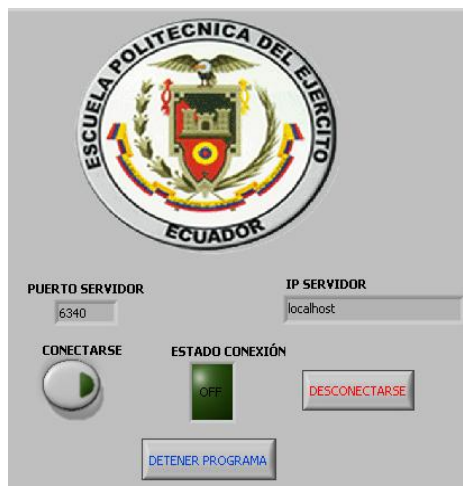 ESCUELA POLITECNICA DEL EJERCITO
ECUADOR
PUERTO SERVIDOR
6340
IP SERVIDOR
localhost
CONECTARSE
ESTADO CONEXIÓN
OFF
DESCONECTARSE
DETENER PROGRAMA